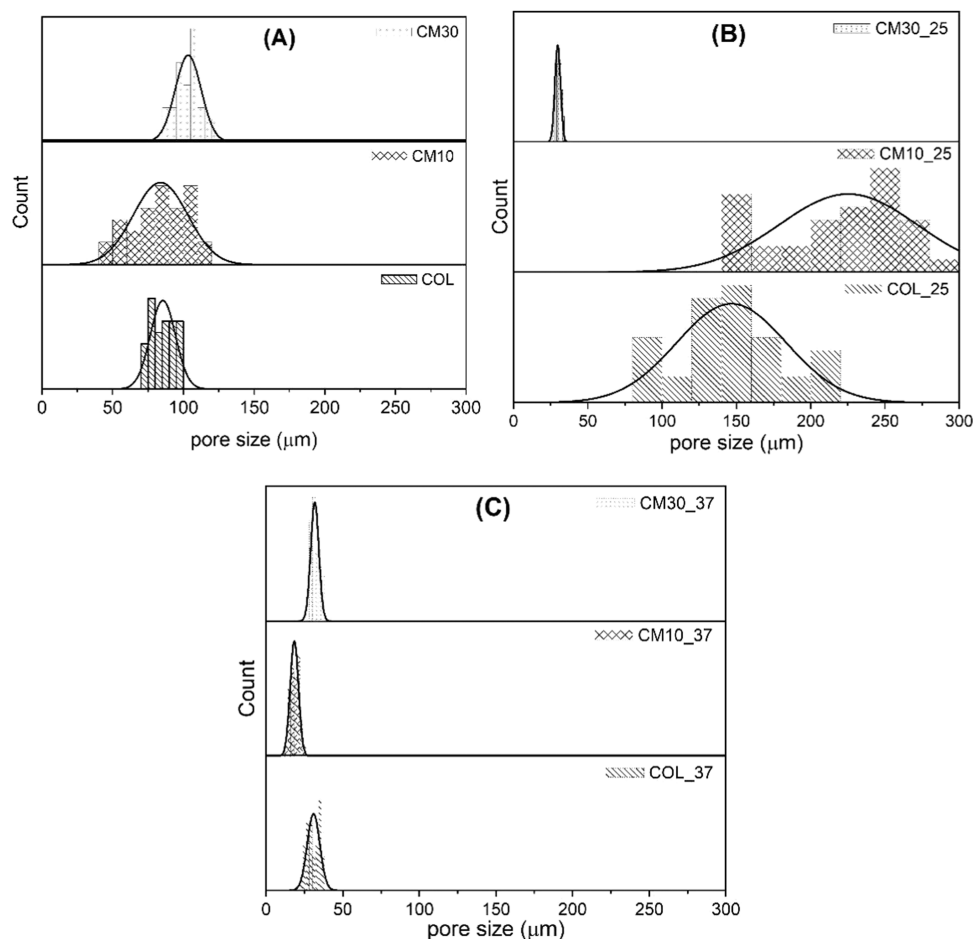 (A)
CM30
CM10
COL
Count
0 50 100 150 200 250 300
pore size (μm)
(B)
CM30_25
CM10_25
COL_25
Count
0 50 100 150 200 250 300
pore size (μm)
(C)
CM30_37
CM10_37
COL_37
Count
0 50 100 150 200 250 300
pore size (μm)